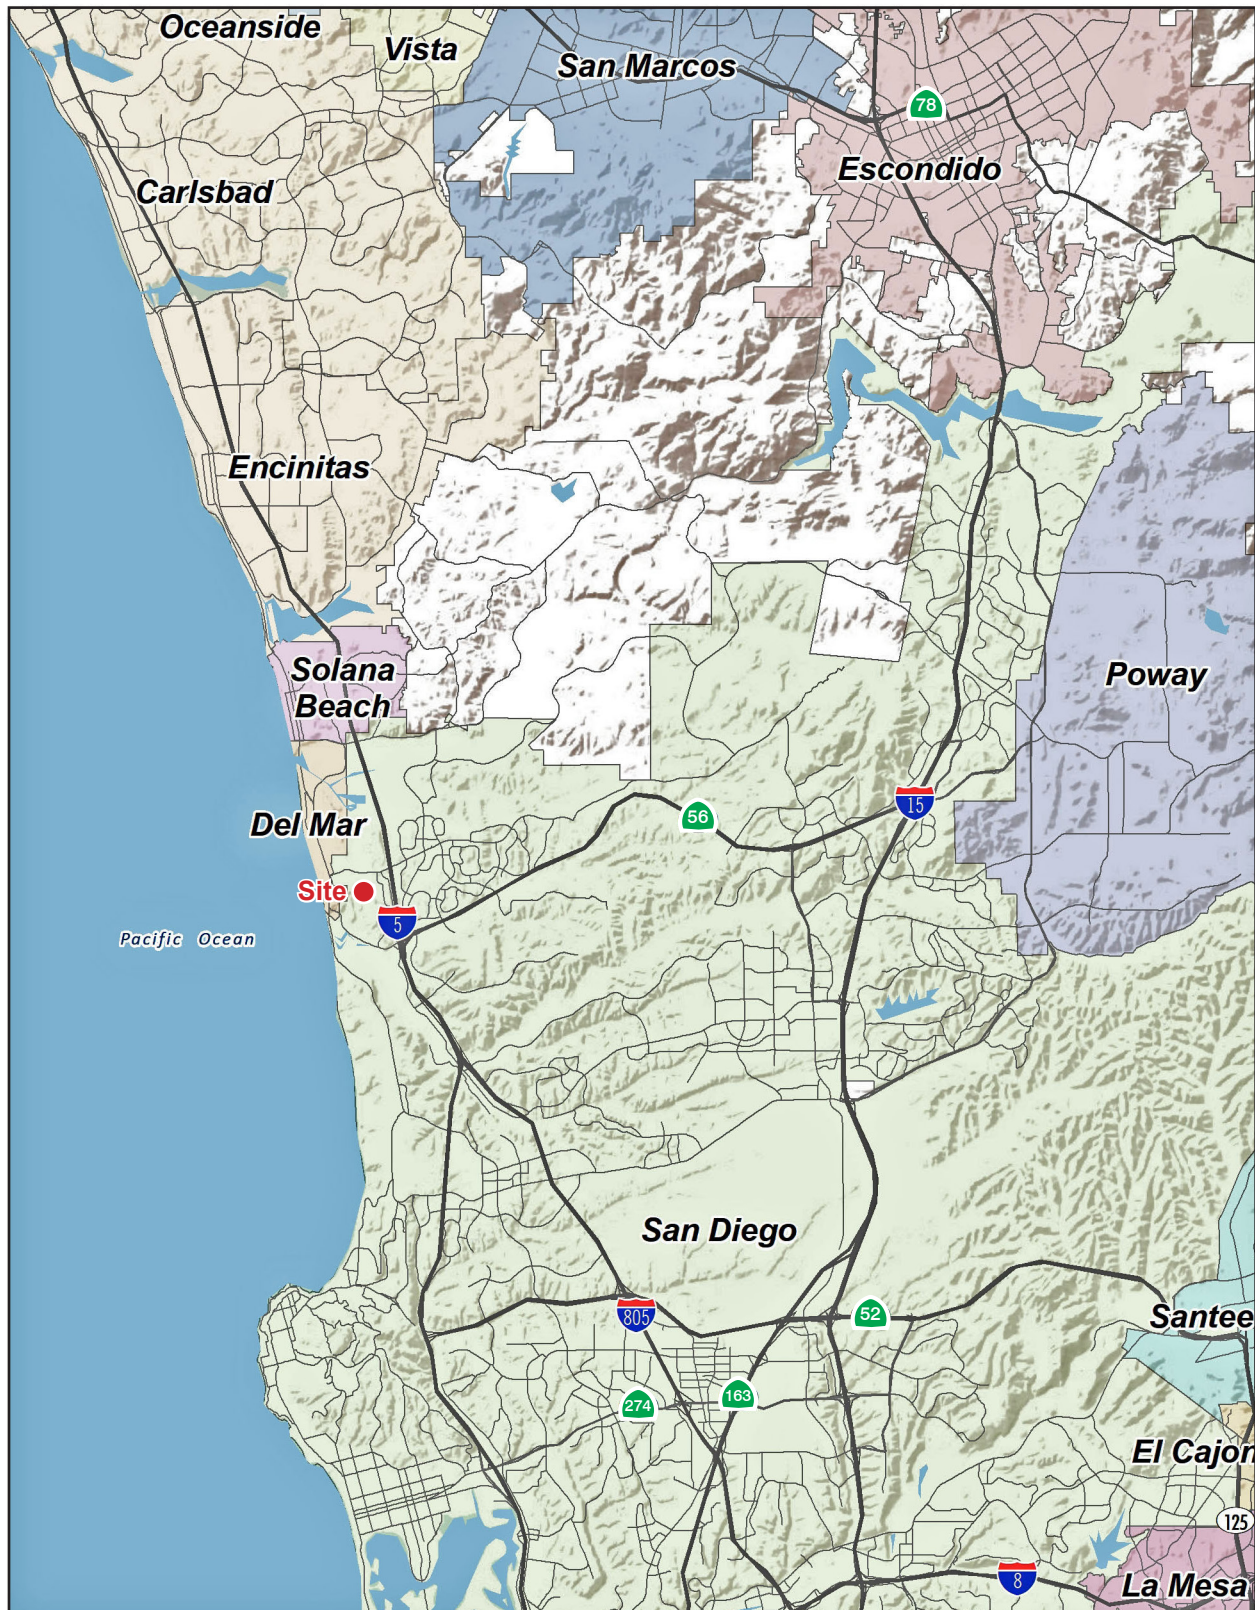 Oceanside
Vista
San Marcos
78
Escondido
Carlsbad
Encinitas
Solana
Beach
Poway
15
56
Del Mar
Site
5
Pacific Ocean
San Diego
805
52
Santee
163
274
El Cajon
125
8
La Mesa